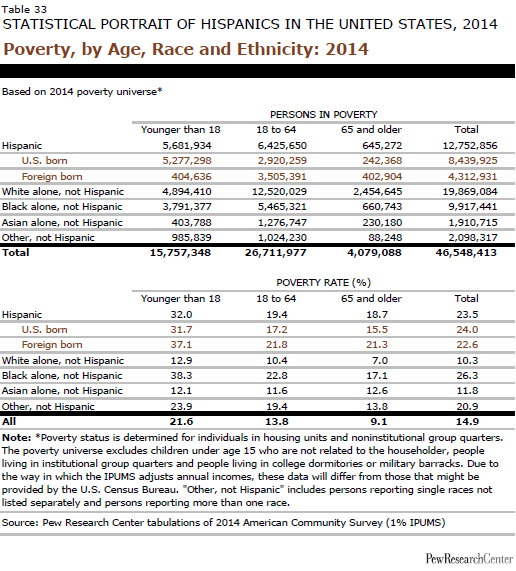 Table 33
STATISTICAL PORTRAIT OF HISPANICS IN THE UNITED STATES, 2014
Poverty, by Age, Race and Ethnicity: 2014
Based on 2014 poverty universe*
PERSONS IN POVERTY
Younger than 18 18 to 64 65 and older Total
Hispanic 5,681,934 6,425,650 645,272 12,752,856
U.S. born 5,277,298 2,920,259 242,368 8,439,925
Foreign born 404,636 3,505,391 402,904 4,312,931
White alone, not Hispanic 4,894,410 12,520,029 2,454,645 19,869,084
Black alone, not Hispanic 3,791,377 5,465,321 660,743 9,917,441
Asian alone, not Hispanic 403,788 1,276,747 230,180 1,910,715
Other, not Hispanic 985,839 1,024,230 88,248 2,098,317
Total 15,757,348 26,711,977 4,079,088 46,548,413
POVERTY RATE (%)
Younger than 18 18 to 64 65 and older Total
Hispanic 32.0 19.4 18.7 23.5
U.S. born 31.7 17.2 15.5 24.0
Foreign born 37.1 21.8 21.3 22.6
White alone, not Hispanic 12.9 10.4 7.0 10.3
Black alone, not Hispanic 38.3 22.8 17.1 26.3
Asian alone, not Hispanic 12.1 11.6 12.6 11.8
Other, not Hispanic 23.9 19.4 13.8 20.9
All 21.6 13.8 9.1 14.9
Note: *Poverty status is determined for individuals in housing units and noninstitutional group quarters.
The poverty universe excludes children under age 15 who are not related to the householder, people
living in institutional group quarters and people living in college dormitories or military barracks. Due to
the way in which the IPUMS adjusts annual incomes, these data will differ from those that might be
provided by the U.S. Census Bureau. "Other, not Hispanic" includes persons reporting single races not
listed separately and persons reporting more than one race.
Source: Pew Research Center tabulations of 2014 American Community Survey (1% IPUMS)
PewResearchCenter